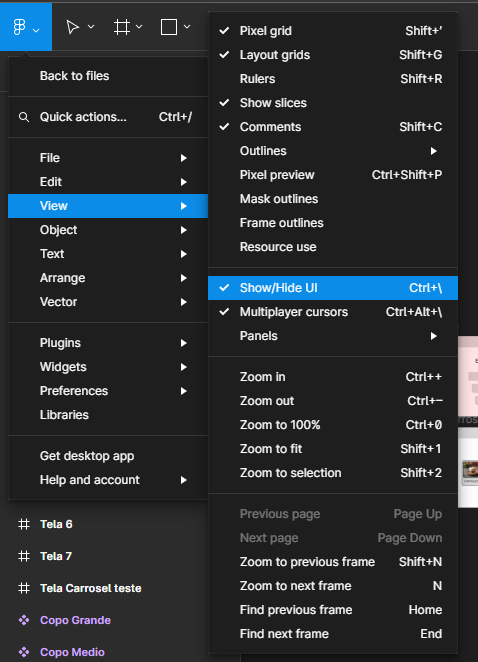 Back to files
Quick actions... Ctrl+/
File
Edit
View
Object
Text
Arrange
Vector
Plugins
Widgets
Preferences
Libraries
Get desktop app
Help and account
Tela 6
Tela 7
Tela Carrosel teste
Copo Grande
Copo Medio
Pixel grid Shift+'
Layout grids Shift+G
Rulers Shift+R
Show slices
Comments Shift+C
Outlines
Pixel preview Ctrl+Shift+P
Mask outlines
Frame outlines
Resource use
Show/Hide UI Ctrl+\
Multiplayer cursors Ctrl+Alt+\
Panels
Zoom in Ctrl++
Zoom out Ctrl+−
Zoom to 100% Ctrl+0
Zoom to fit Shift+1
Zoom to selection Shift+2
Previous page Page Up
Next page Page Down
Zoom to previous frame Shift+N
Zoom to next frame N
Find previous frame Home
Find next frame End